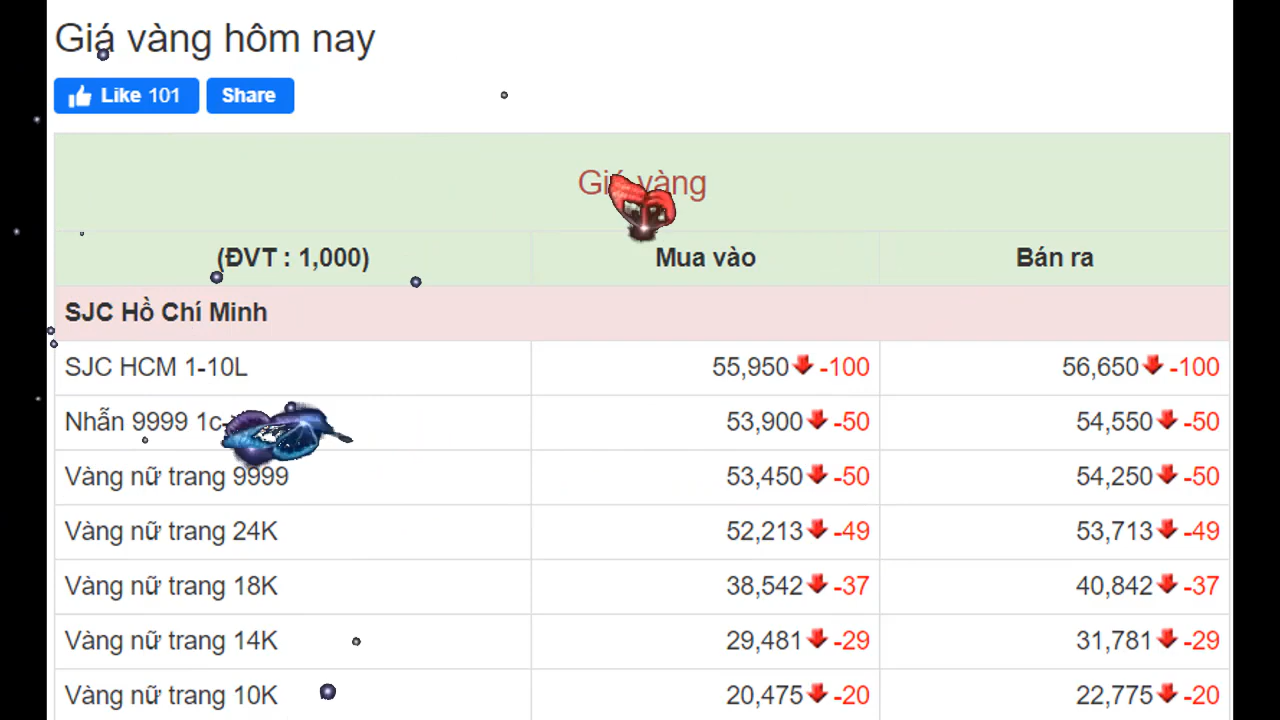 Giá vàng hôm nay
Like 101 Share
Giá vàng
(ĐVT : 1,000) Mua vào Bán ra
SJC Hồ Chí Minh
SJC HCM 1-10L 55,950 -100 56,650 -100
Nhẫn 9999 53,900 -50 54,550 -50
Vàng nữ trang 9999 53,450 -50 54,250 -50
Vàng nữ trang 24K 52,213 -49 53,713 -49
Vàng nữ trang 18K 38,542 -37 40,842 -37
Vàng nữ trang 14K 29,481 -29 31,781 -29
Vàng nữ trang 10K 20,475 -20 22,775 -20